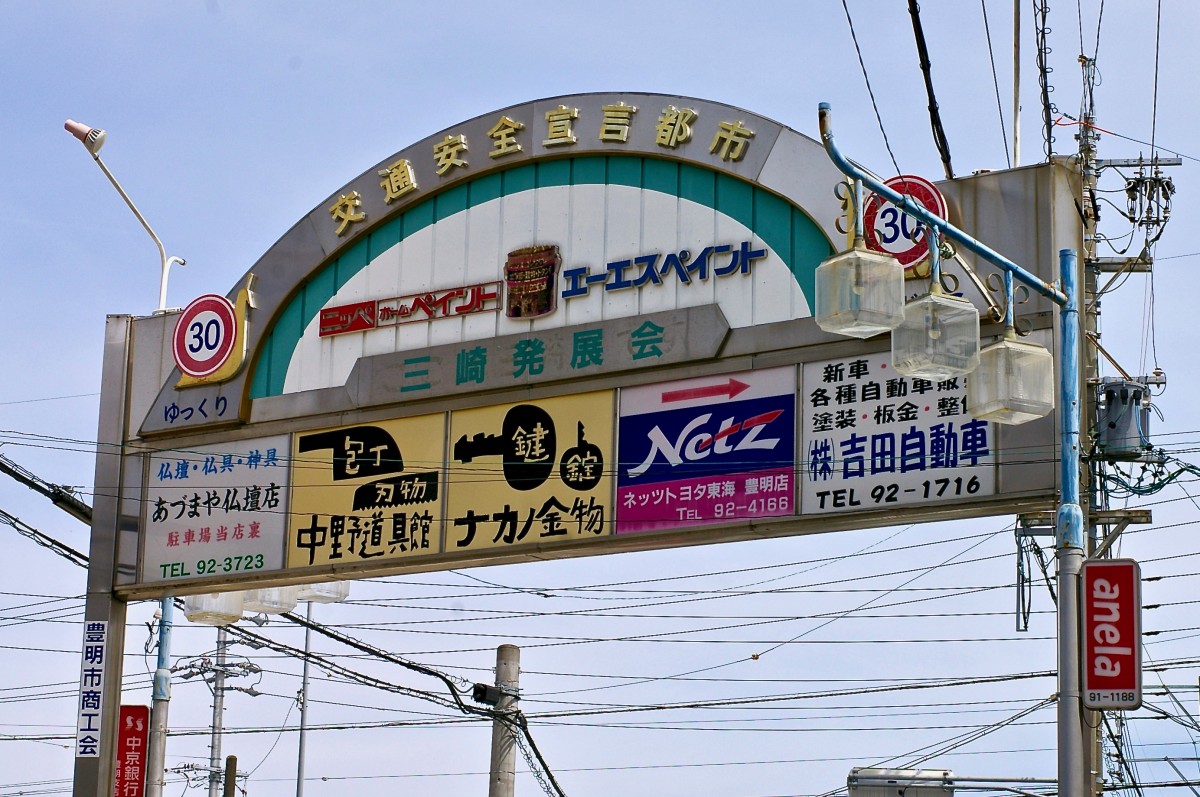 交通安全宣言都市
ニッペ ホームペイント エーエスペイント
三崎発展会
30
ゆっくり
30
仏壇・仏具・神具
あづまや仏壇店
駐車場当店裏
TEL 92-3723
包丁
刃物
中野道具館
鍵
錠
ナカノ金物
Netz
ネッツトヨタ東海 豊明店
TEL 92-4166
新車・
各種自動車販
塗装・板金・整備
(株)吉田自動車
TEL 92-1716
豊明市商工会
中京銀行
anela
91-1188